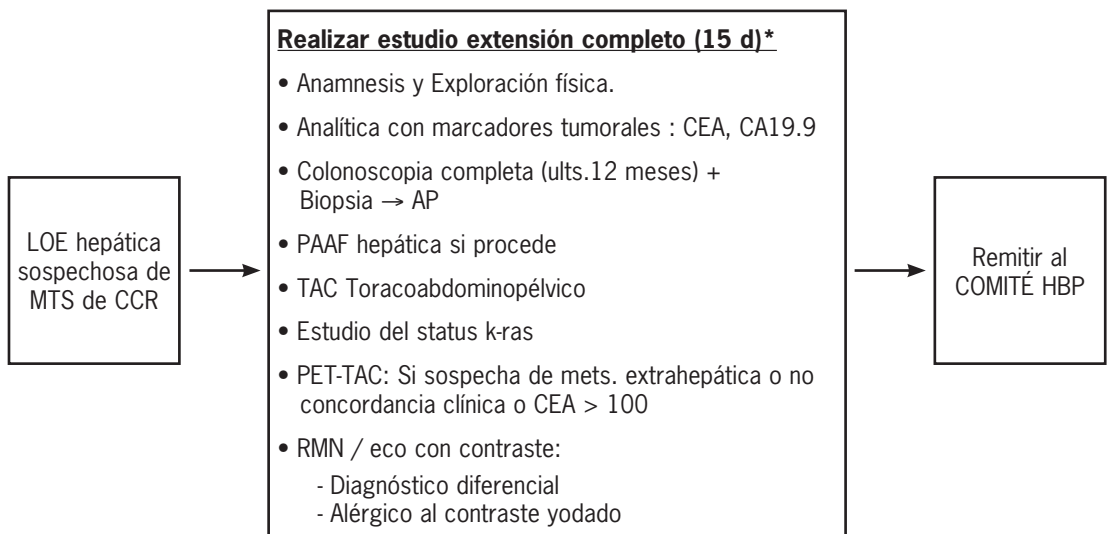 LOE hepática
sospechosa de
MTS de CCR
Realizar estudio extensión completo (15 d)*
• Anamnesis y Exploración física.
• Analítica con marcadores tumorales : CEA, CA19.9
• Colonoscopia completa (ults.12 meses) +
Biopsia → AP
• PAAF hepática si procede
• TAC Toracoabdominopélvico
• Estudio del status k-ras
• PET-TAC: Si sospecha de mets. extrahepática o no
concordancia clínica o CEA > 100
• RMN / eco con contraste:
- Diagnóstico diferencial
- Alérgico al contraste yodado
Remitir al
COMITÉ HBP